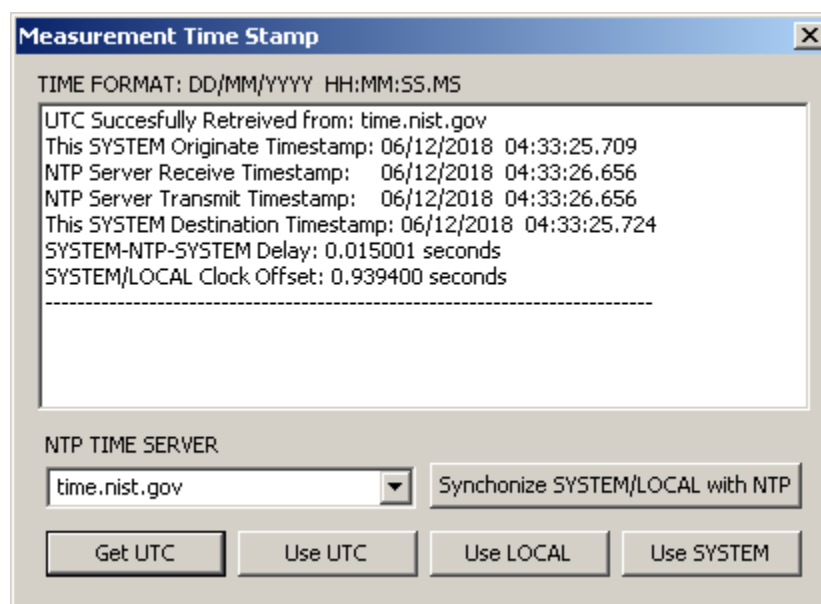 Measurement Time Stamp
TIME FORMAT: DD/MM/YYYY  HH:MM:SS.MS
UTC Succesfully Retreived from: time.nist.gov
This SYSTEM Originate Timestamp: 06/12/2018  04:33:25.709
NTP Server Receive Timestamp:    06/12/2018  04:33:26.656
NTP Server Transmit Timestamp:   06/12/2018  04:33:26.656
This SYSTEM Destination Timestamp: 06/12/2018  04:33:25.724
SYSTEM-NTP-SYSTEM Delay: 0.015001 seconds
SYSTEM/LOCAL Clock Offset: 0.939400 seconds
----------------------------------------------------------------------------
NTP TIME SERVER
time.nist.gov
Synchonize SYSTEM/LOCAL with NTP
Get UTC
Use UTC
Use LOCAL
Use SYSTEM